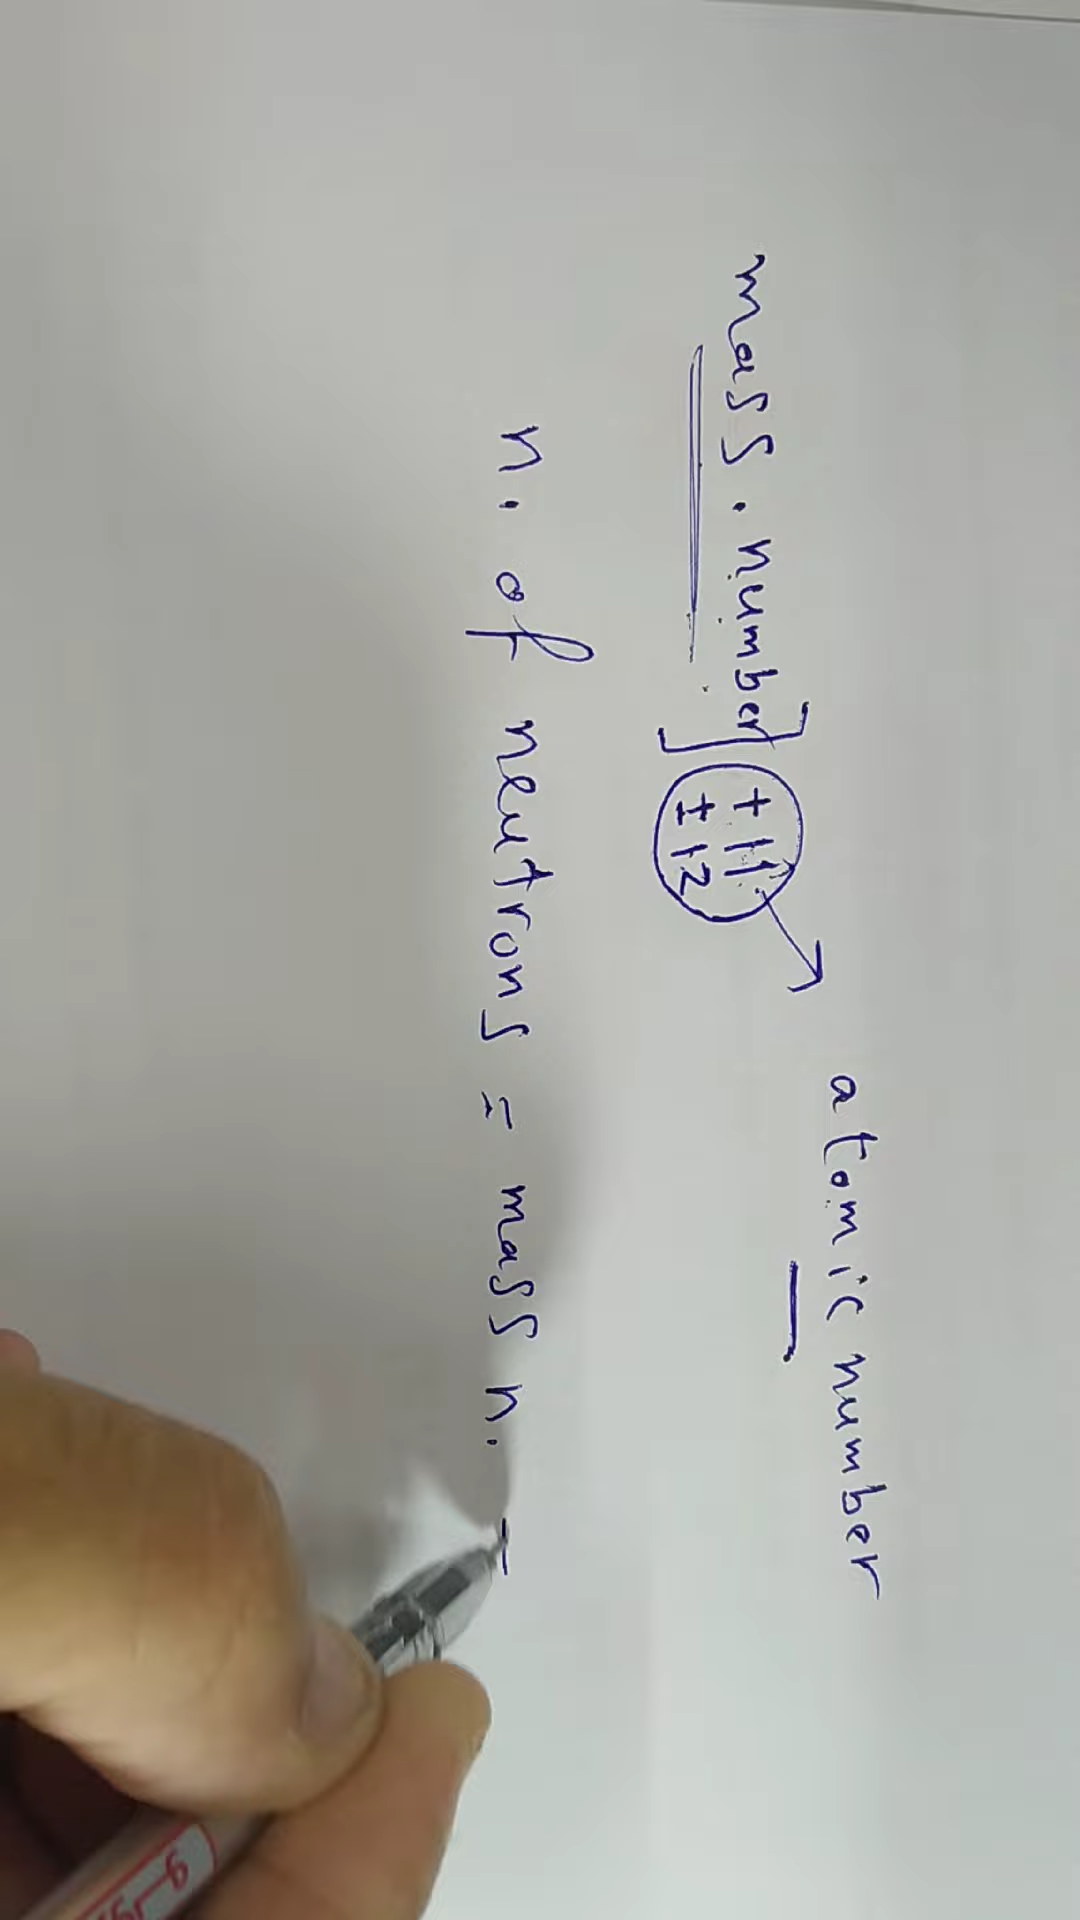 atomic number
mass . number] +11
±12
n. of neutrons = mass n. -